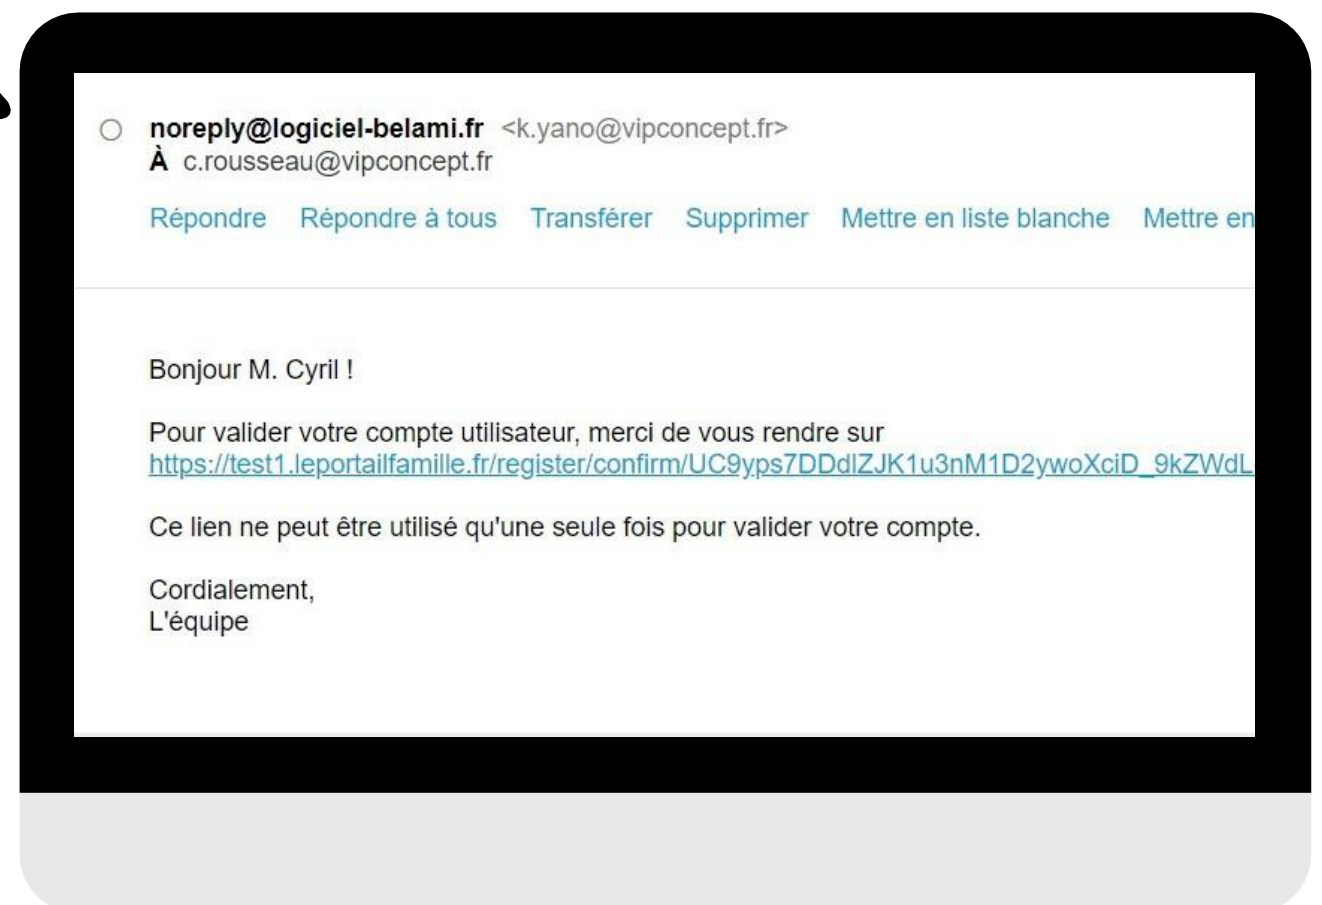 noreply@logiciel-belami.fr <k.yano@vipconcept.fr>
À c.rousseau@vipconcept.fr
Répondre Répondre à tous Transférer Supprimer Mettre en liste blanche Mettre en
Bonjour M. Cyril !
Pour valider votre compte utilisateur, merci de vous rendre sur
https://test1.leportailfamille.fr/register/confirm/UC9yps7DDdlZJK1u3nM1D2ywoXciD_9kZWdL
Ce lien ne peut être utilisé qu'une seule fois pour valider votre compte.
Cordialement,
L'équipe